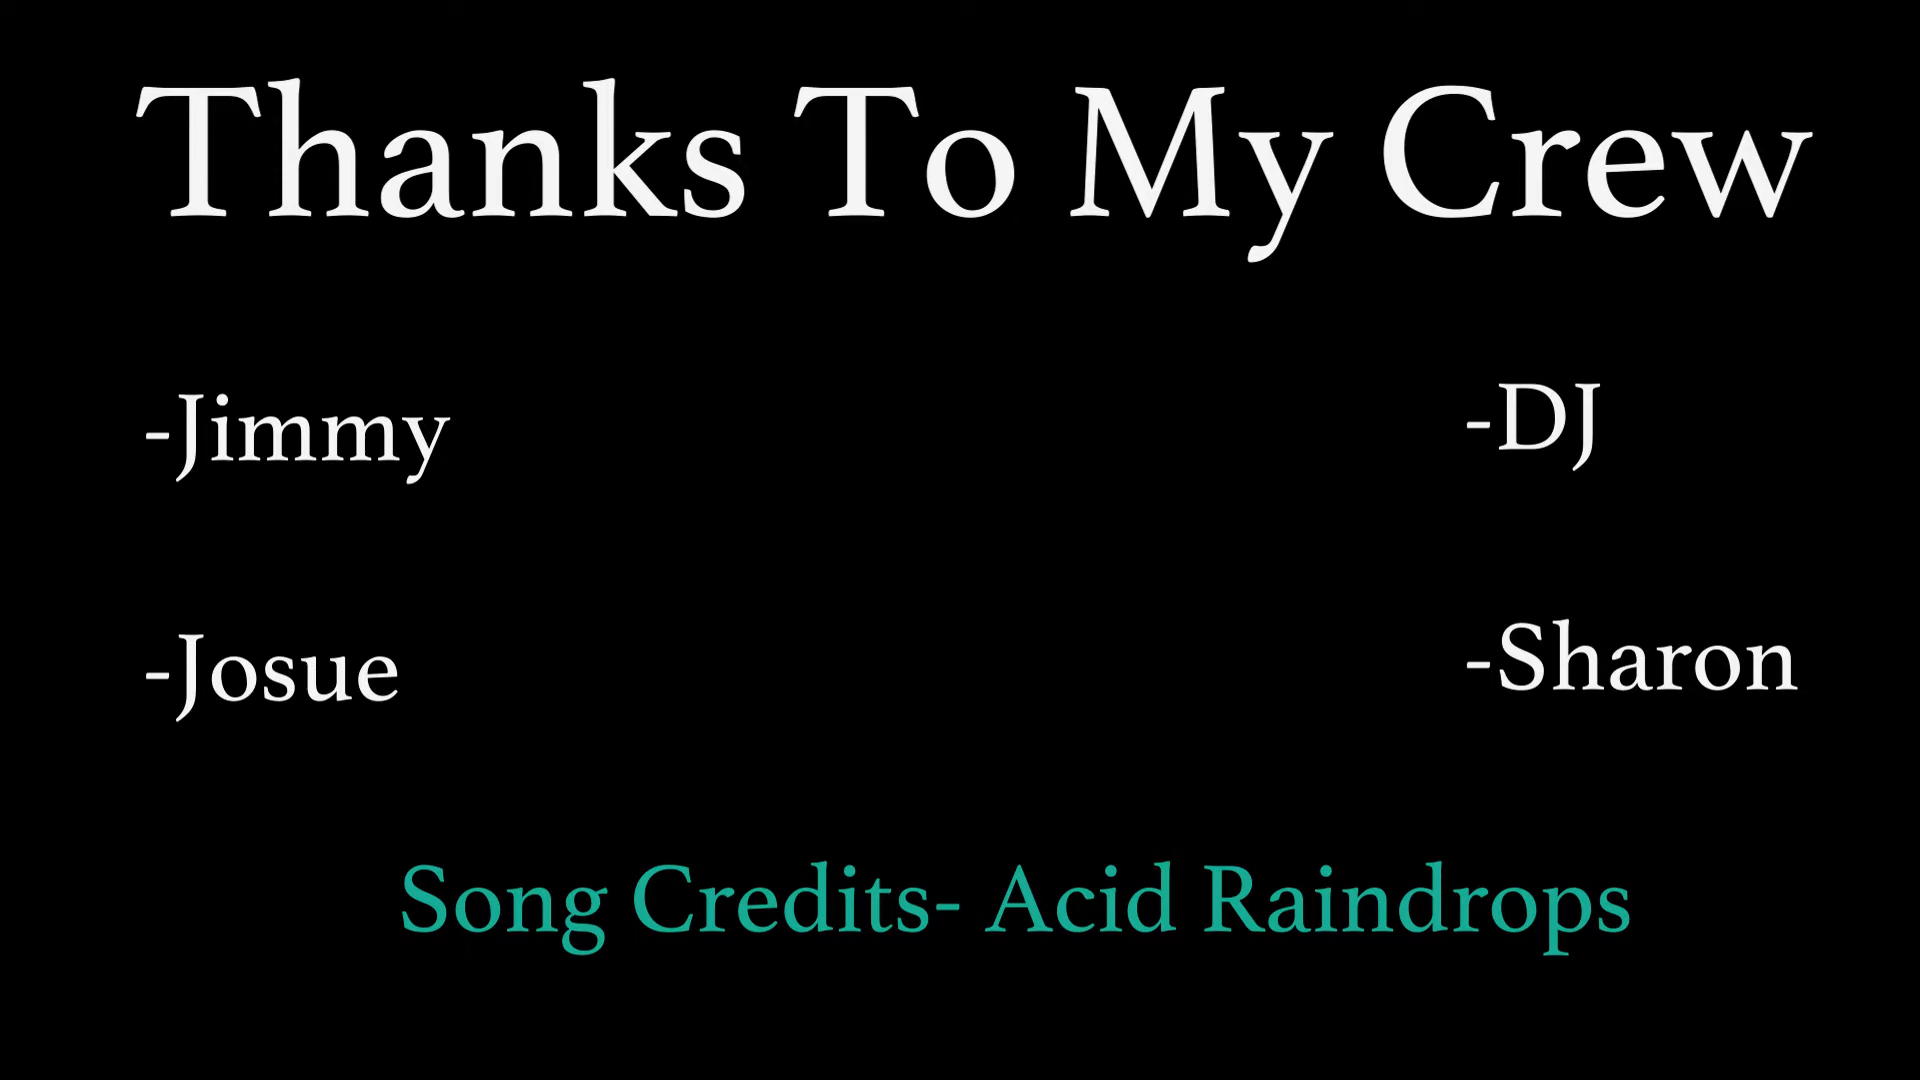 Thanks To My Crew
-Jimmy
-DJ
-Josue
-Sharon
Song Credits- Acid Raindrops